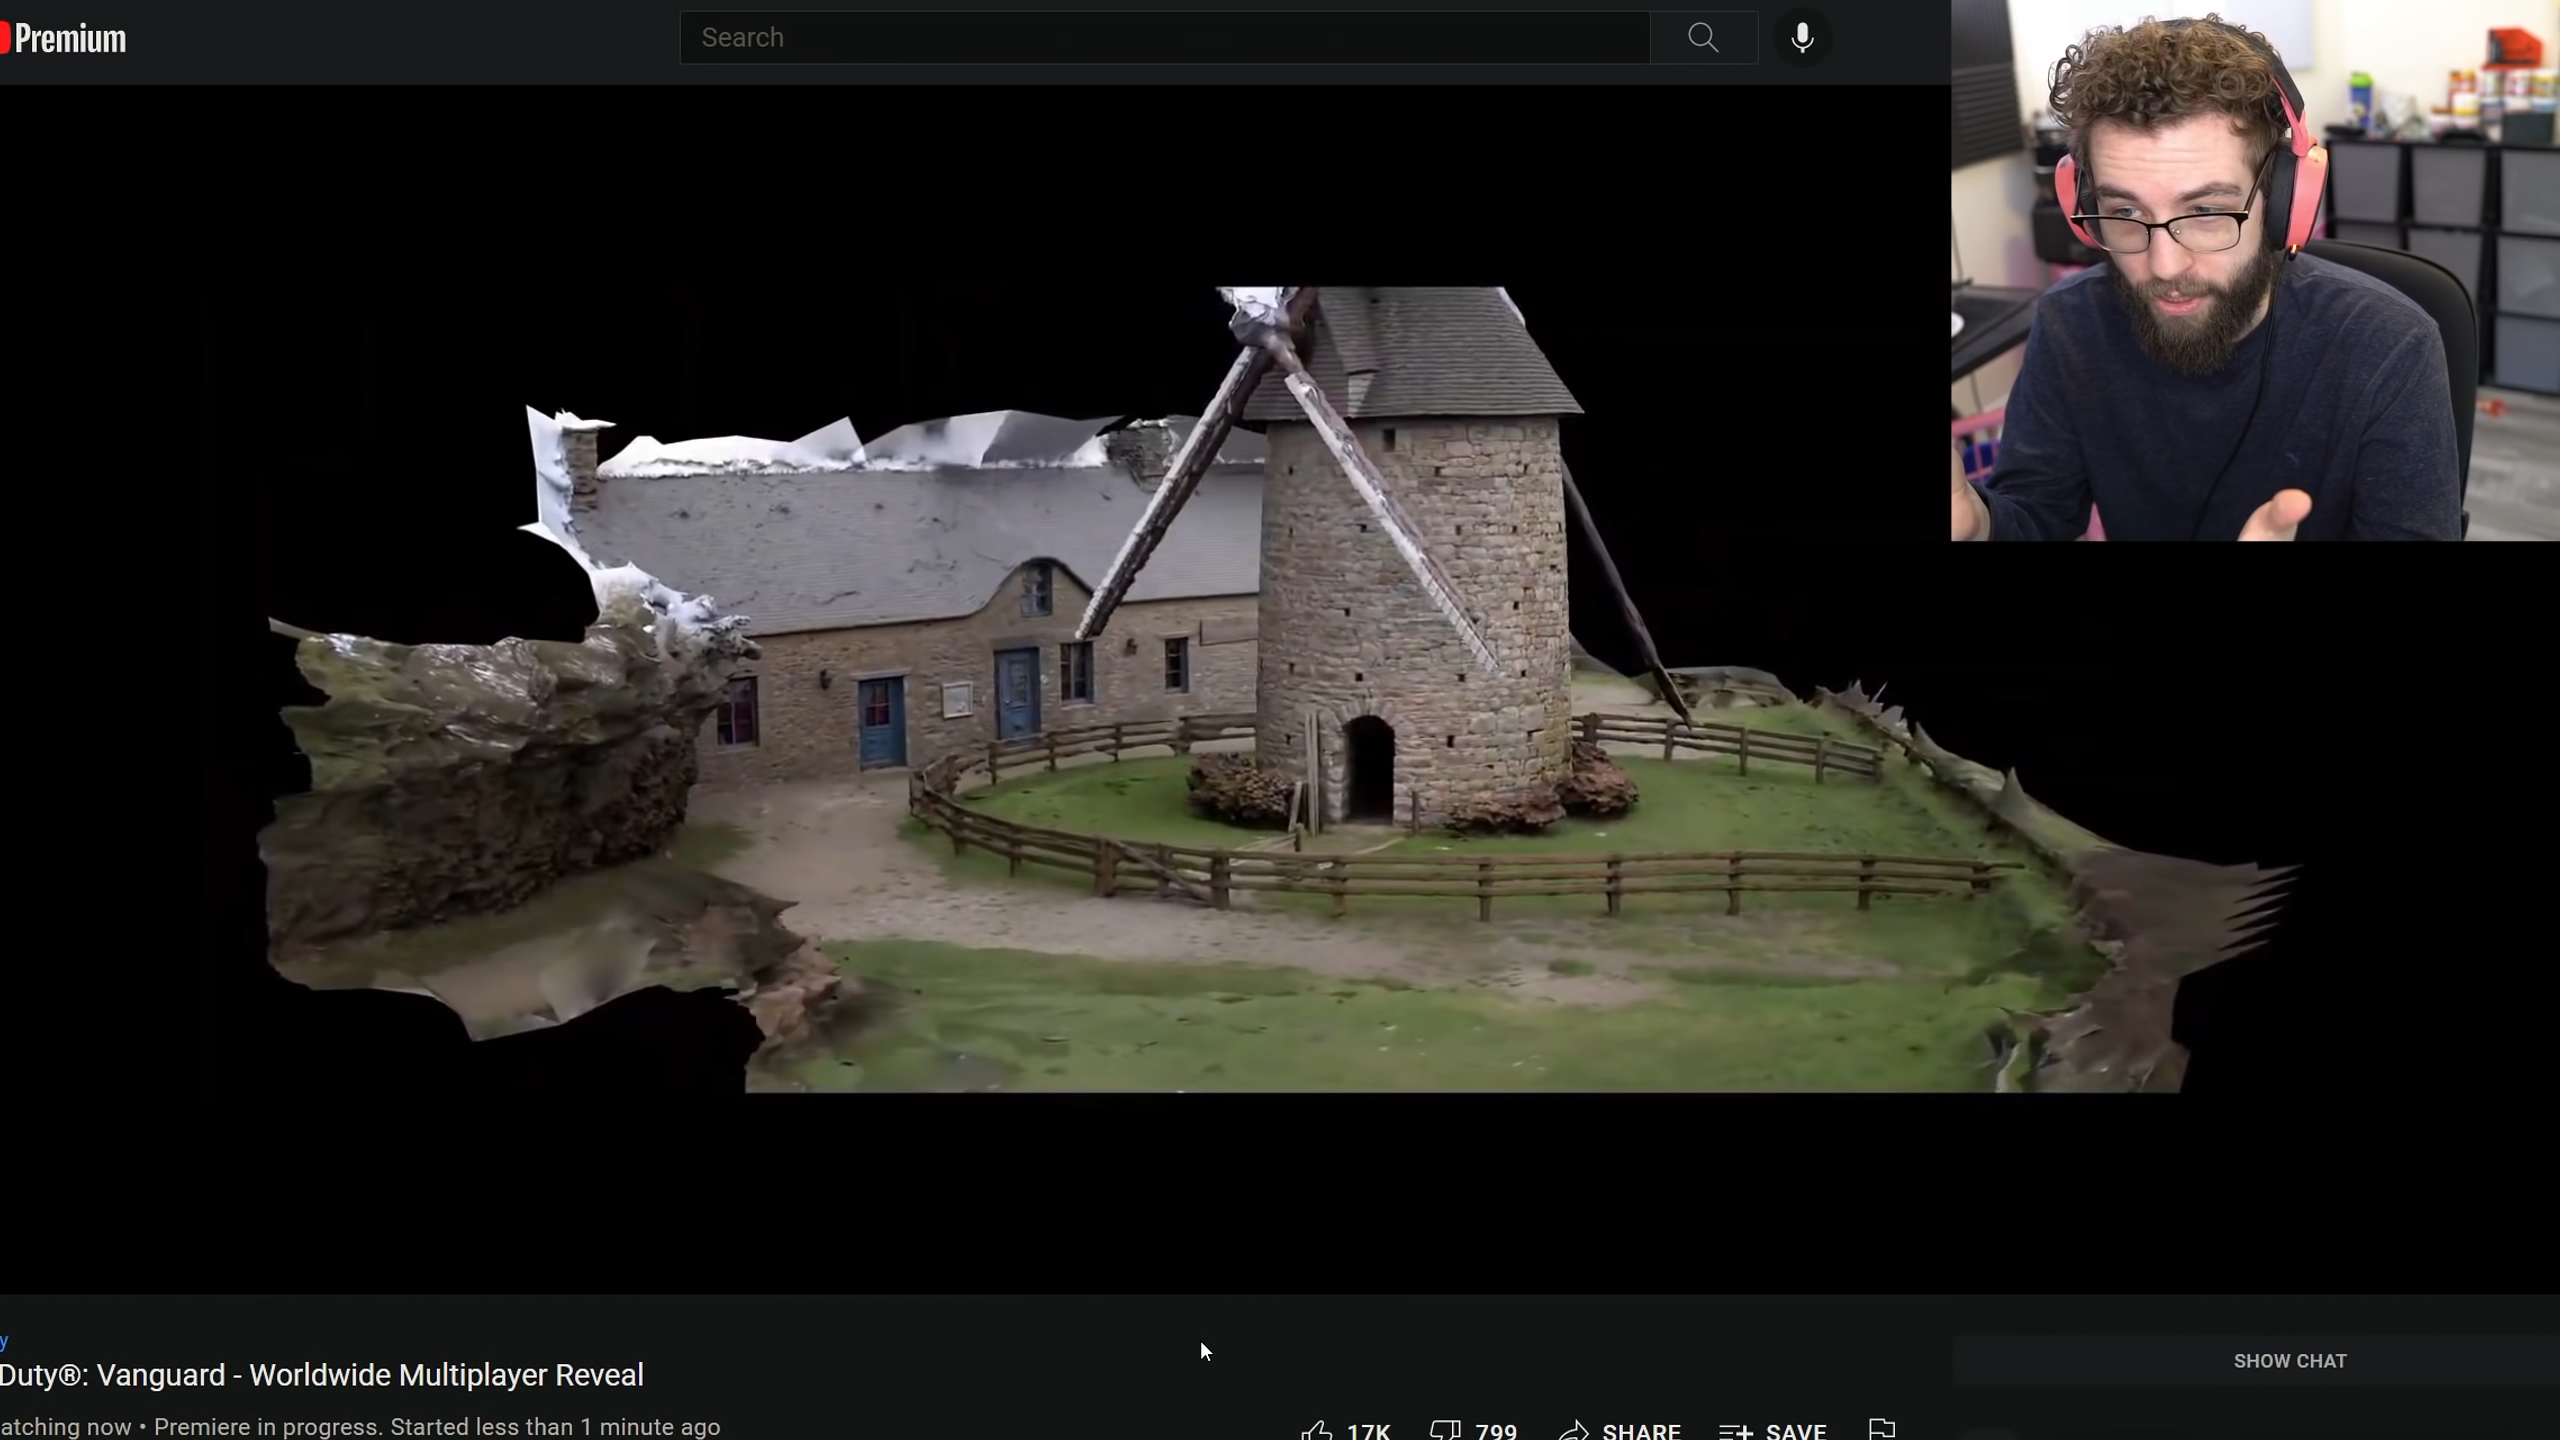 Premium
Search
y
Duty®: Vanguard - Worldwide Multiplayer Reveal
atching now • Premiere in progress. Started less than 1 minute ago
17K
799
SHARE
SAVE
SHOW CHAT